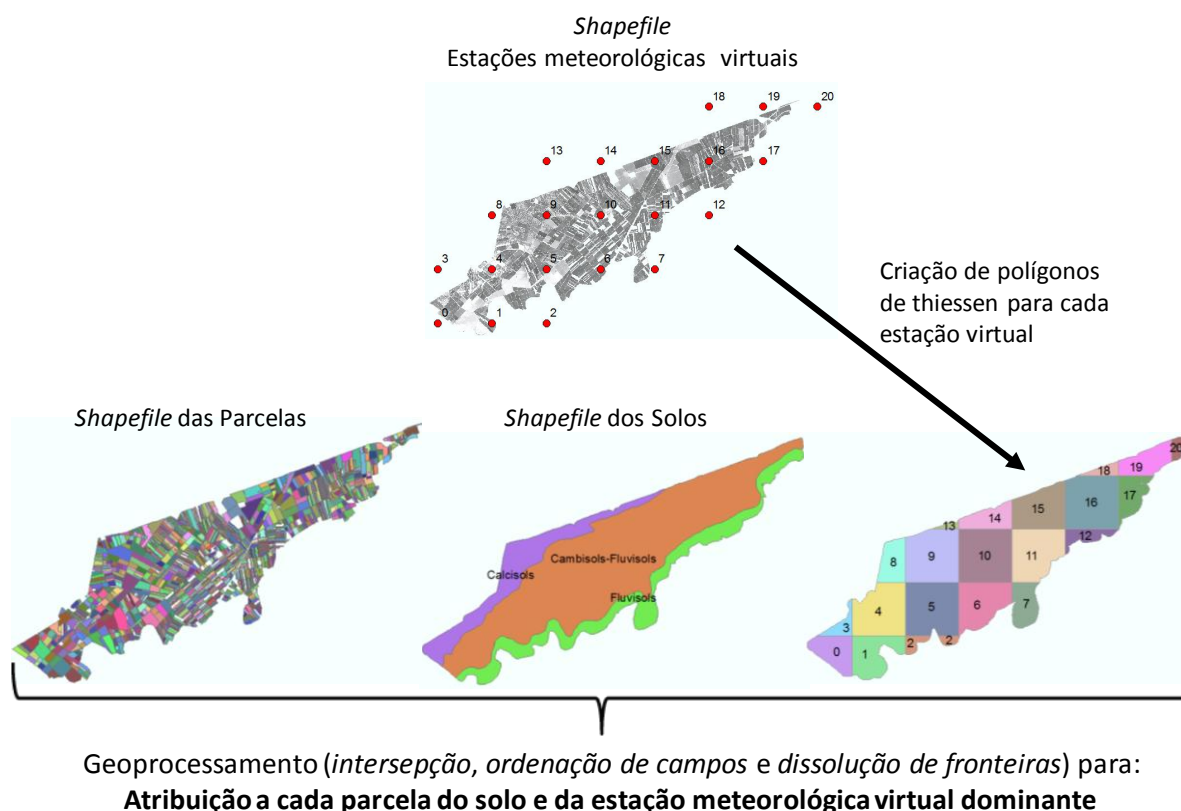 Shapefile
Estações meteorológicas virtuais
18 19 20
13 14 15 16 17
8 9 10 11 12
3 4 5 6 7
0 1 2
Criação de polígonos
de thiessen para cada
estação virtual
Shapefile das Parcelas
Shapefile dos Solos
Calcisols
Cambisols-Fluvisols
Fluvisols
20
18 19
13 14 15 16 17
8 9 10 11 12
3 4 5 6 7
0 1 2 2
Geoprocessamento (intersepção, ordenação de campos e dissolução de fronteiras) para:
Atribuição a cada parcela do solo e da estação meteorológica virtual dominante